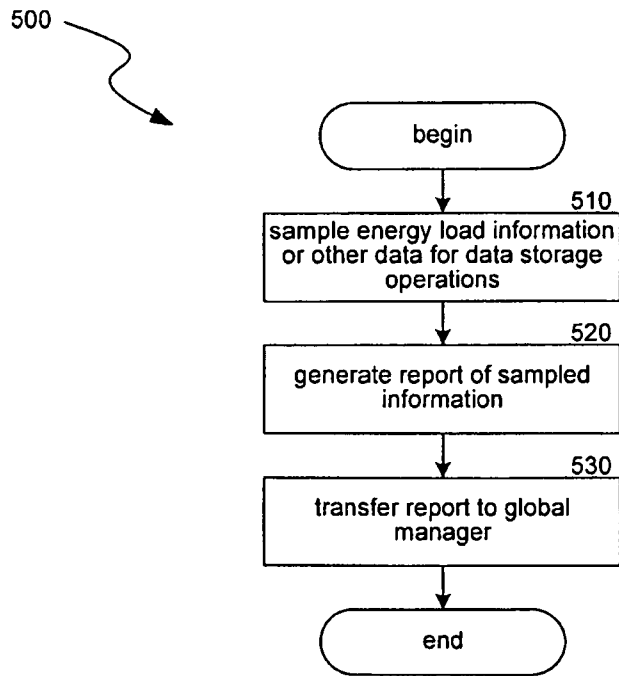 500
begin
510
sample energy load information
or other data for data storage
operations
520
generate report of sampled
information
530
transfer report to global
manager
end